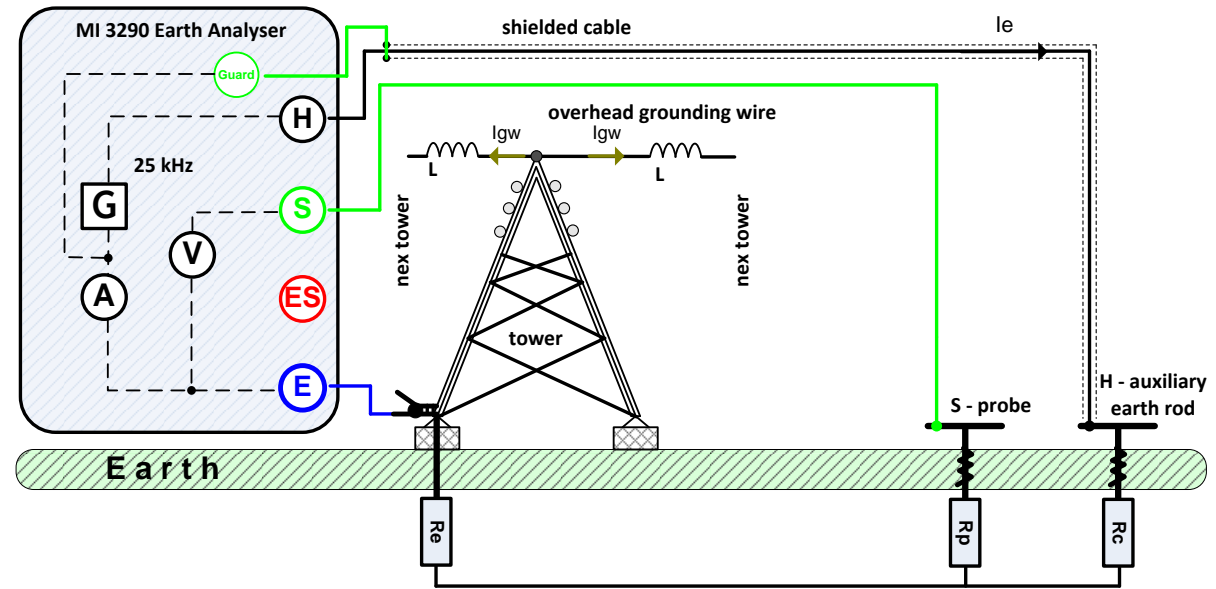 MI 3290 Earth Analyser
shielded cable
Ie
Guard
H
overhead grounding wire
Igw
Igw
25 kHz
L
L
G
S
V
nex tower
nex tower
A
ES
tower
E
H - auxiliary
earth rod
S - probe
Earth
Re
Rp
Rc